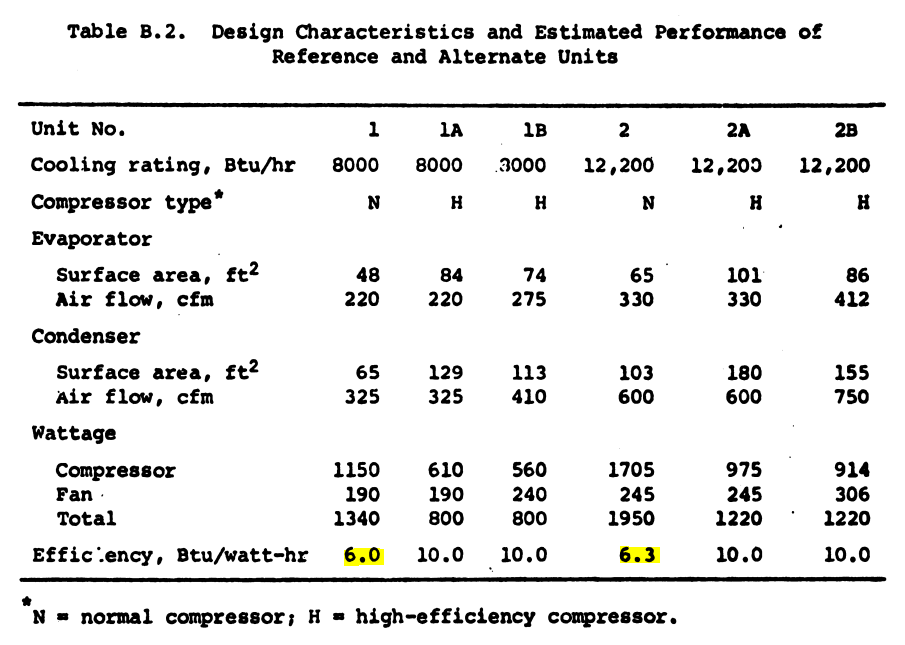 Table B.2. Design Characteristics and Estimated Performance of
Reference and Alternate Units
Unit No. 1 1A 1B 2 2A 2B
Cooling rating, Btu/hr 8000 8000 8000 12,200 12,200 12,200
Compressor type* N H H N H H
Evaporator
Surface area, ft2 48 84 74 65 101 86
Air flow, cfm 220 220 275 330 330 412
Condenser
Surface area, ft2 65 129 113 103 180 155
Air flow, cfm 325 325 410 600 600 750
Wattage
Compressor 1150 610 560 1705 975 914
Fan 190 190 240 245 245 306
Total 1340 800 800 1950 1220 1220
Efficiency, Btu/watt-hr 6.0 10.0 10.0 6.3 10.0 10.0
*N = normal compressor; H = high-efficiency compressor.